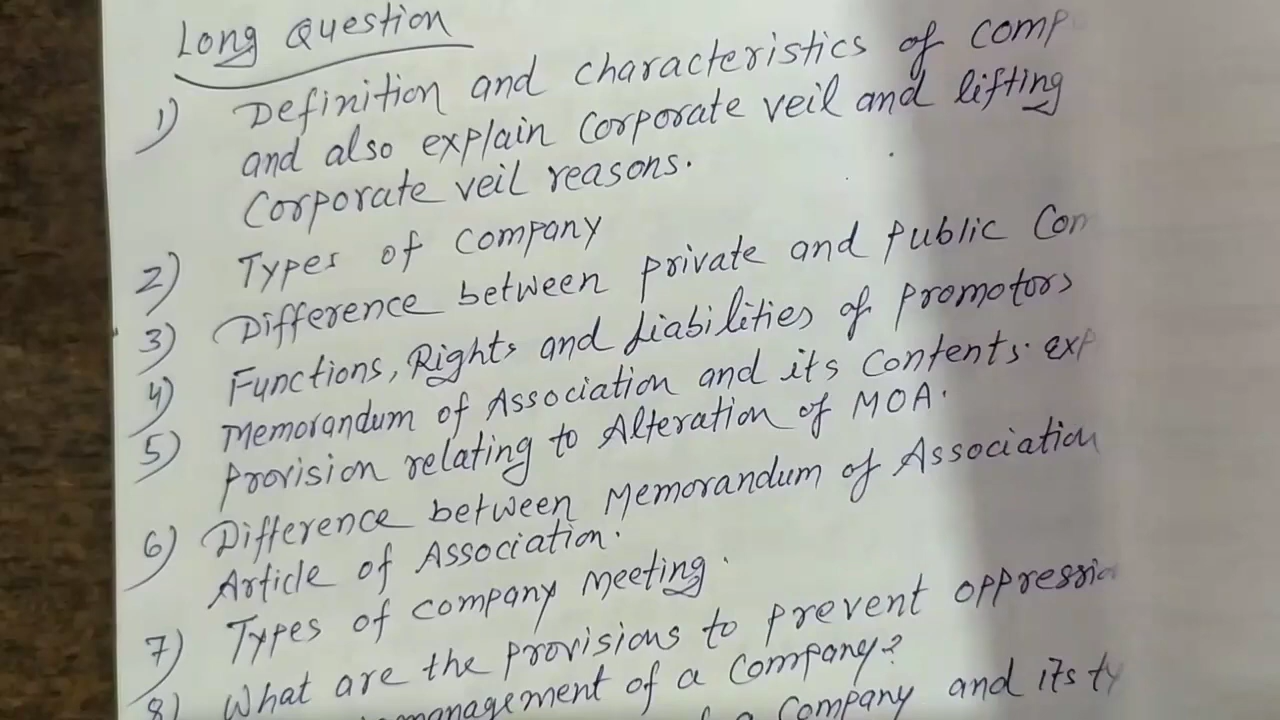 Long Question
1) Definition and characteristics of comp
and also explain Corporate veil and lifting
Corporate veil reasons.
2) Types of company
3) Difference between private and public Com
4) Functions, Rights and Liabilities of promotors
5) Memorandum of Association and its Contents. exp
provision relating to Alteration of MOA.
6) Difference between Memorandum of Association
Article of Association.
7) Types of company Meeting.
8) What are the provisions to prevent oppressio
management of a Company?
a Company and its ty